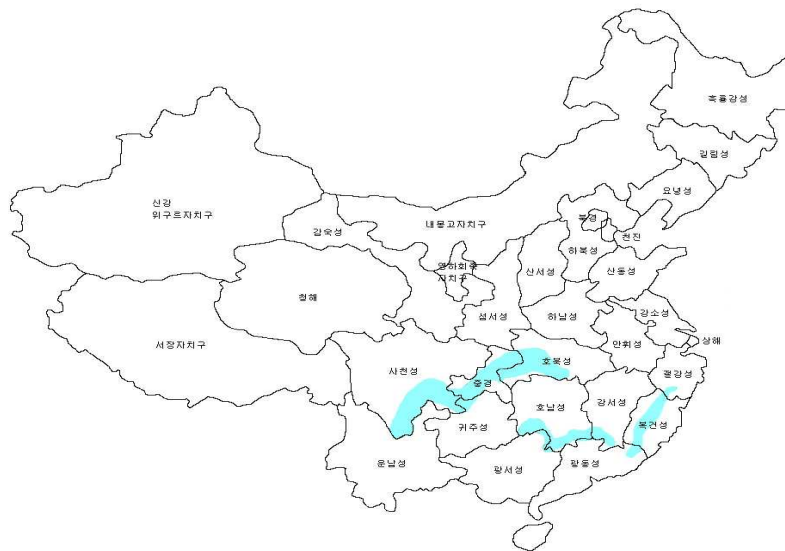 흑룡강성
길림성
요녕성
북경
신강
위구르자치구
내몽고자치구
감숙성
천진
하북성
영하회족
자치구
산서성
산동성
청해
섬서성
하남성
강소성
서장자치구
안휘성
상해
사천성
호북성
절강성
중경
호남성
강서성
귀주성
복건성
운남성
광서성
광동성